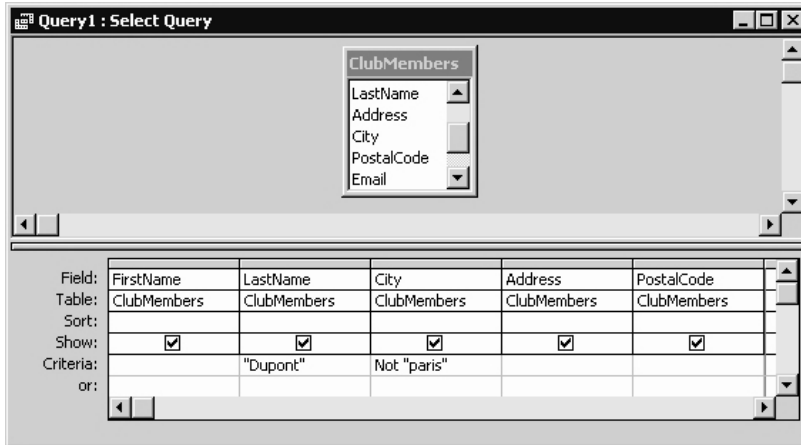 Query1 : Select Query
ClubMembers
LastName
Address
City
PostalCode
Email
Field: FirstName LastName City Address PostalCode
Table: ClubMembers ClubMembers ClubMembers ClubMembers ClubMembers
Sort:
Show:
Criteria: "Dupont" Not "paris"
or: